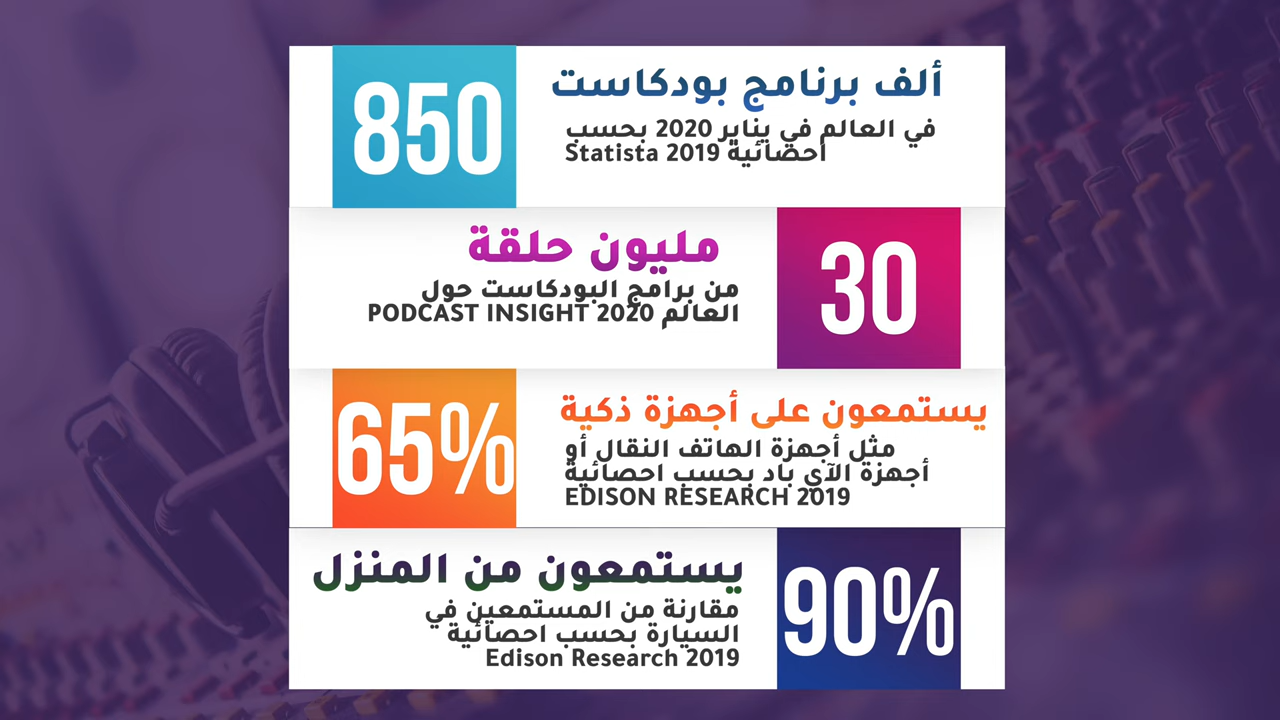 850
ألف برنامج بودكاست
في العالم في يناير 2020 بحسب
احصائية Statista 2019
30
مليون حلقة
من برامج البودكاست حول
العالم PODCAST INSIGHT 2020
65%
يستمعون على أجهزة ذكية
مثل أجهزة الهاتف النقال أو
أجهزة الآي باد بحسب احصائية
EDISON RESEARCH 2019
90%
يستمعون من المنزل
مقارنة من المستمعين في
السيارة بحسب احصائية
Edison Research 2019